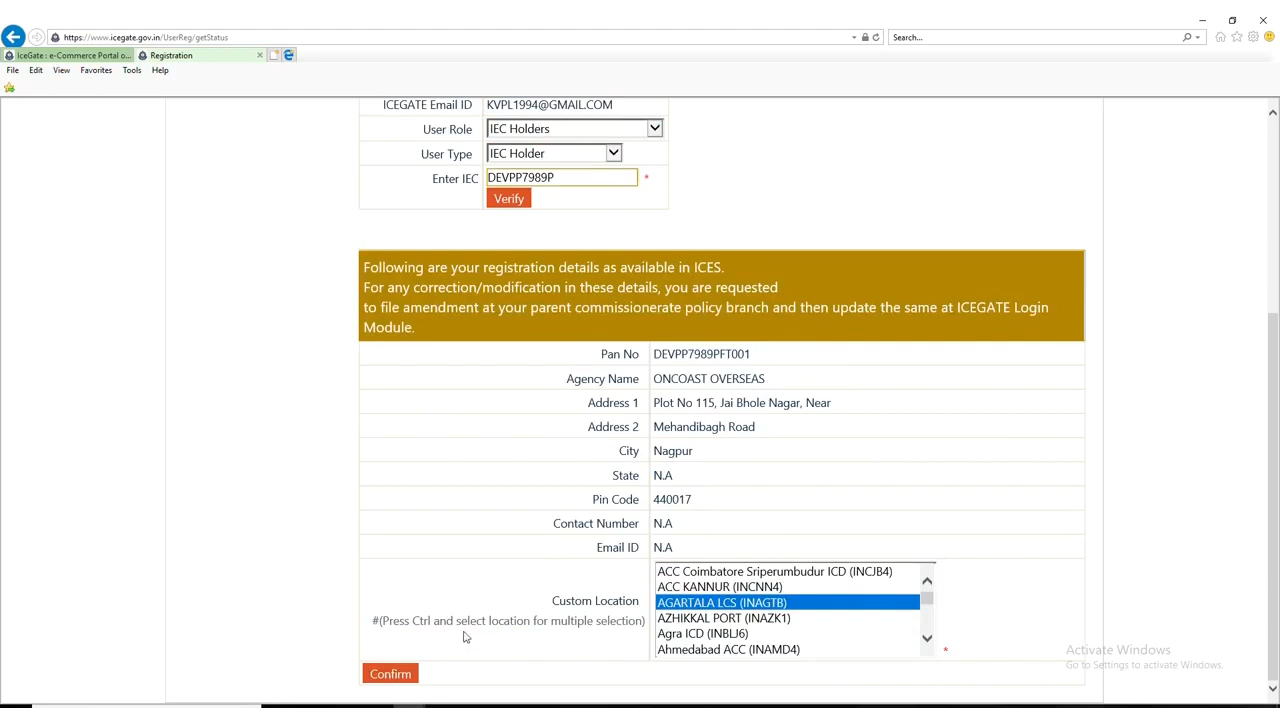 https://www.icegate.gov.in/UserReg/getStatus
Search...
IceGate : e-Commerce Portal o...
Registration
File Edit View Favorites Tools Help
ICEGATE Email ID KVPL1994@GMAIL.COM
User Role IEC Holders
User Type IEC Holder
Enter IEC DEVPP7989P *
Verify
Following are your registration details as available in ICES.
For any correction/modification in these details, you are requested
to file amendment at your parent commissionerate policy branch and then update the same at ICEGATE Login
Module.
Pan No DEVPP7989PFT001
Agency Name ONCOAST OVERSEAS
Address 1 Plot No 115, Jai Bhole Nagar, Near
Address 2 Mehandibagh Road
City Nagpur
State N.A
Pin Code 440017
Contact Number N.A
Email ID N.A
ACC Coimbatore Sriperumbudur ICD (INCJB4)
ACC KANNUR (INCNN4)
Custom Location AGARTALA LCS (INAGTB)
#(Press Ctrl and select location for multiple selection) AZHIKKAL PORT (INAZK1)
Agra ICD (INBLJ6)
Ahmedabad ACC (INAMD4) *
Confirm
Activate Windows
Go to Settings to activate Windows.